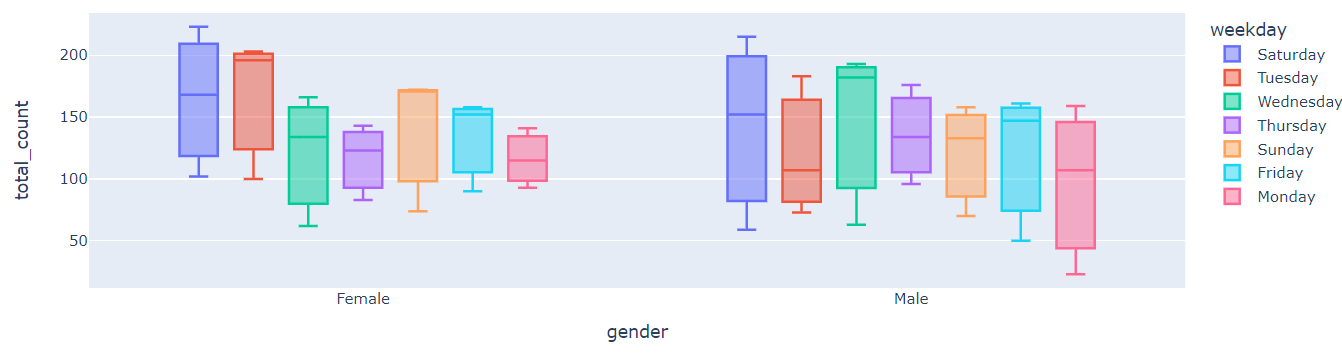 total_count
200
150
100
50
Female
Male
gender
weekday
Saturday
Tuesday
Wednesday
Thursday
Sunday
Friday
Monday